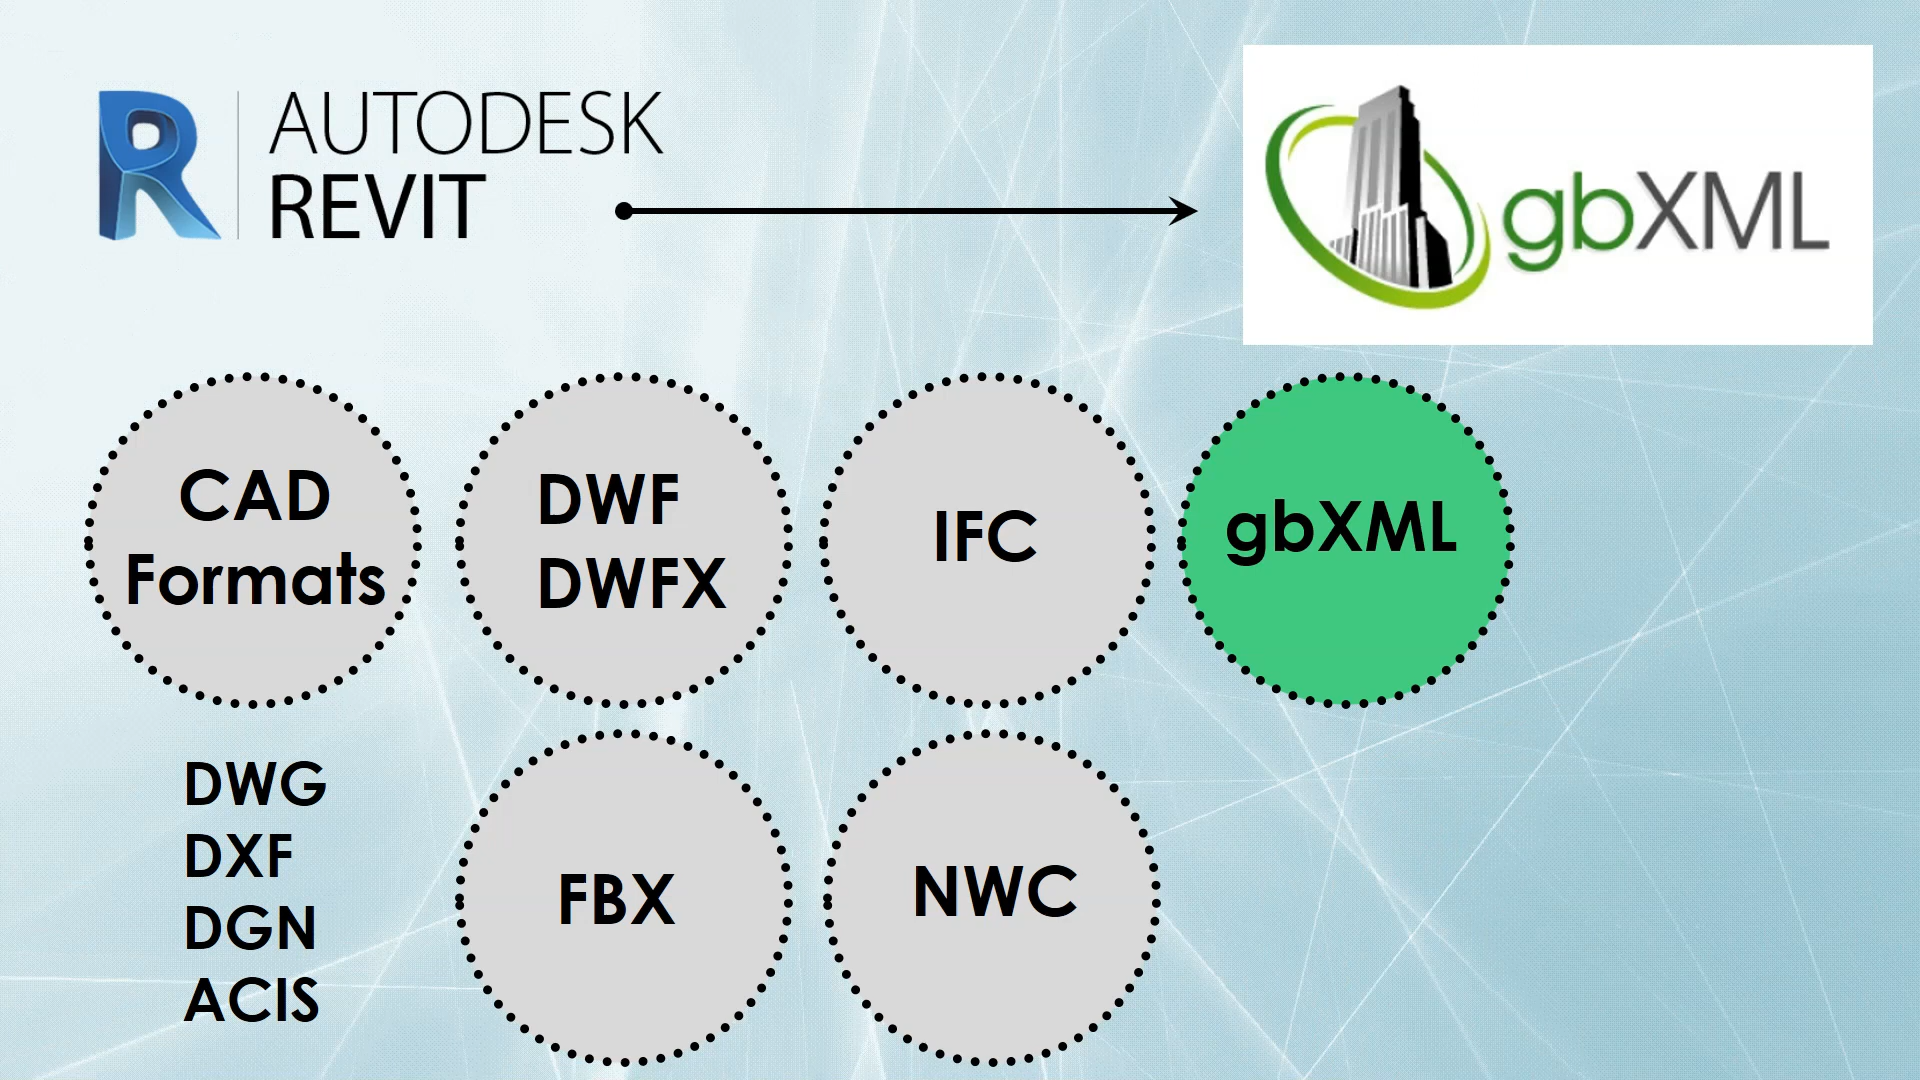 AUTODESK
REVIT
gbXML
CAD
Formats
DWF
DWFX
IFC
gbXML
DWG
DXF
DGN
ACIS
FBX
NWC